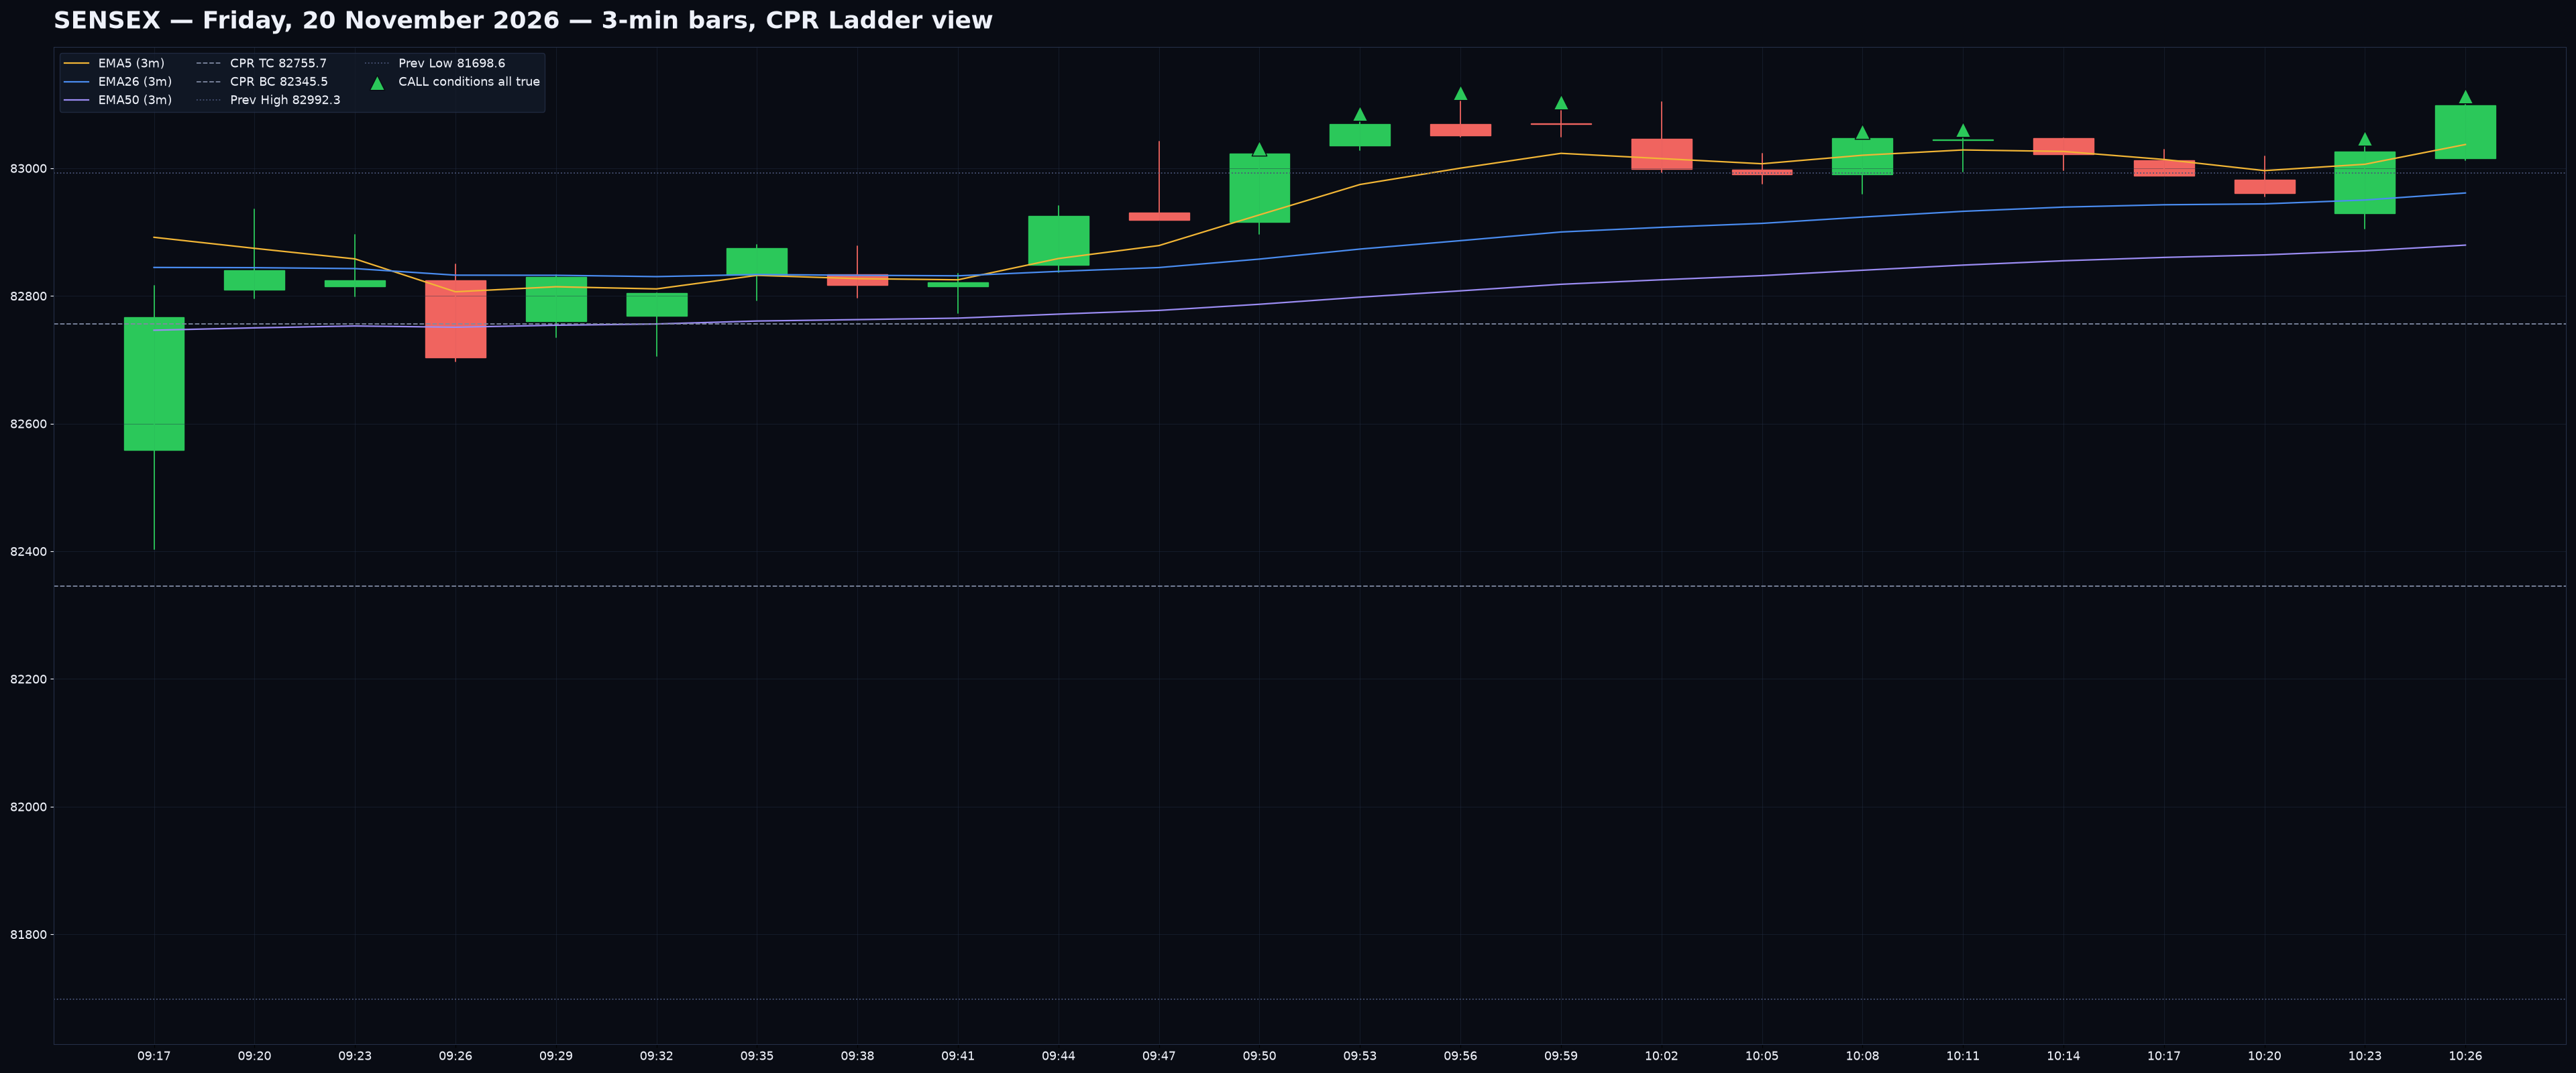 SENSEX — Friday, 20 November 2026 — 3-min bars, CPR Ladder view
EMA5 (3m)
EMA26 (3m)
EMA50 (3m)
CPR TC 82755.7
CPR BC 82345.5
Prev High 82992.3
Prev Low 81698.6
CALL conditions all true
83000
82800
82600
82400
82200
82000
81800
09:17 09:20 09:23 09:26 09:29 09:32 09:35 09:38 09:41 09:44 09:47 09:50 09:53 09:56 09:59 10:02 10:05 10:08 10:11 10:14 10:17 10:20 10:23 10:26